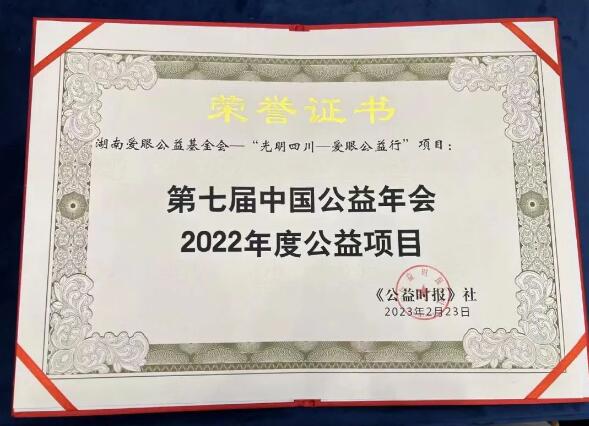 荣誉证书
湖南爱眼公益基金会—“光明四川—爱眼公益行”项目：
第七届中国公益年会
2022年度公益项目
《公益时报》社
2023年2月23日